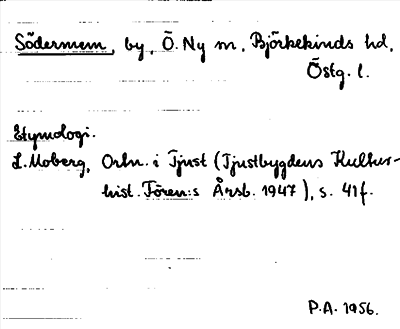 Södermem, by, Ö. Ny sn, Björkekinds hd,
Östg. l.
Etymologi.
L. Moberg, Ortn. i Tjust (Tjustbygdens Kultur-
hist. Fören:s Årsb. 1947), s. 41f.
P.A. 1956.